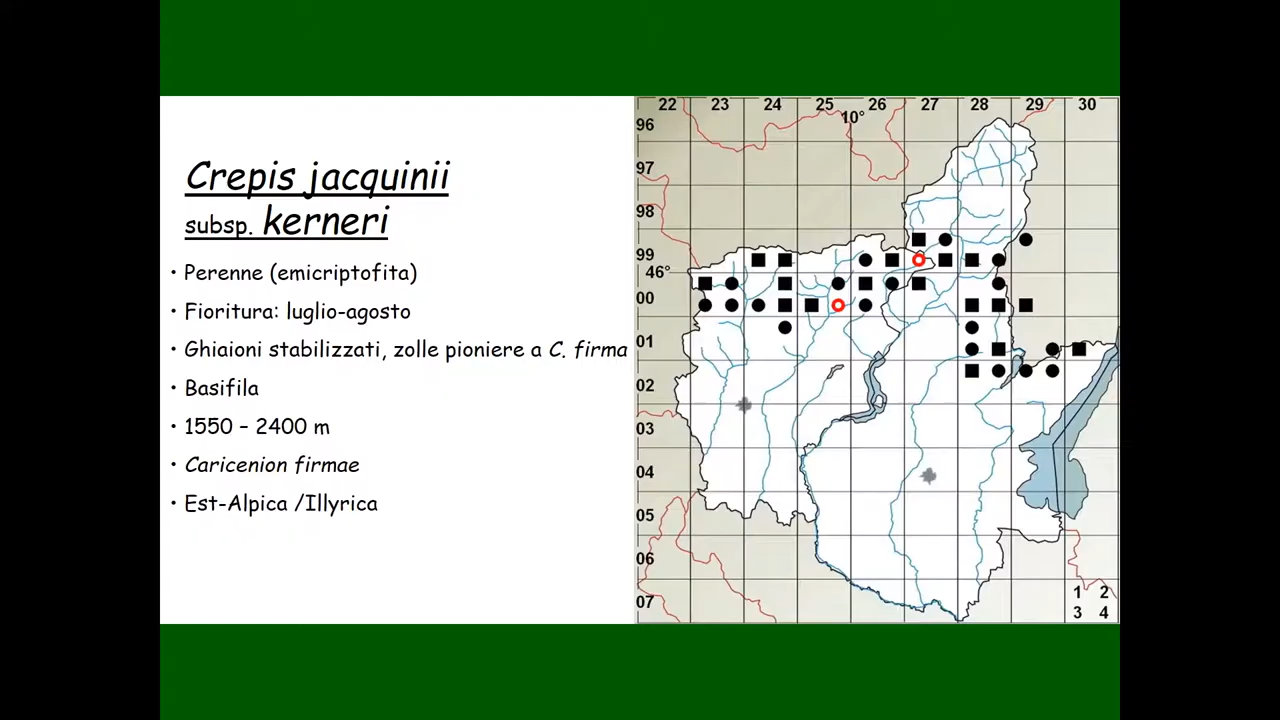 Crepis jacquinii
subsp. kerneri
• Perenne (emicriptofita)
• Fioritura: luglio-agosto
• Ghiaioni stabilizzati, zolle pioniere a C. firma
• Basifila
• 1550 – 2400 m
• Caricenion firmae
• Est-Alpica /Illyrica
22 23 24 25 26 27 28 29 30
10°
96
97
98
99
46°
00
01
02
03
04
05
06
07
1 2
3 4